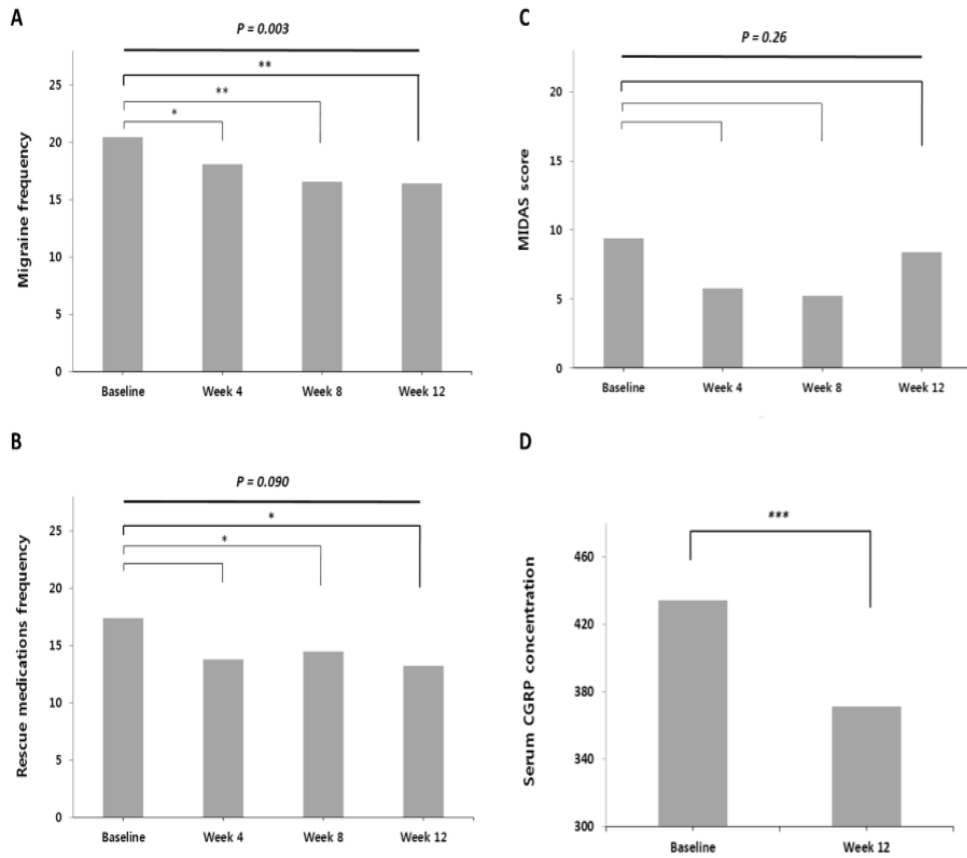 A
P = 0.003
**
**
*
25
20
15
10
5
0
Migraine frequency
Baseline Week 4 Week 8 Week 12
B
P = 0.090
*
*
25
20
15
10
5
0
Rescue medications frequency
Baseline Week 4 Week 8 Week 12
C
P = 0.26
20
15
10
5
0
MIDAS score
Baseline Week 4 Week 8 Week 12
D
***
460
420
380
340
300
Serum CGRP concentration
Baseline Week 12